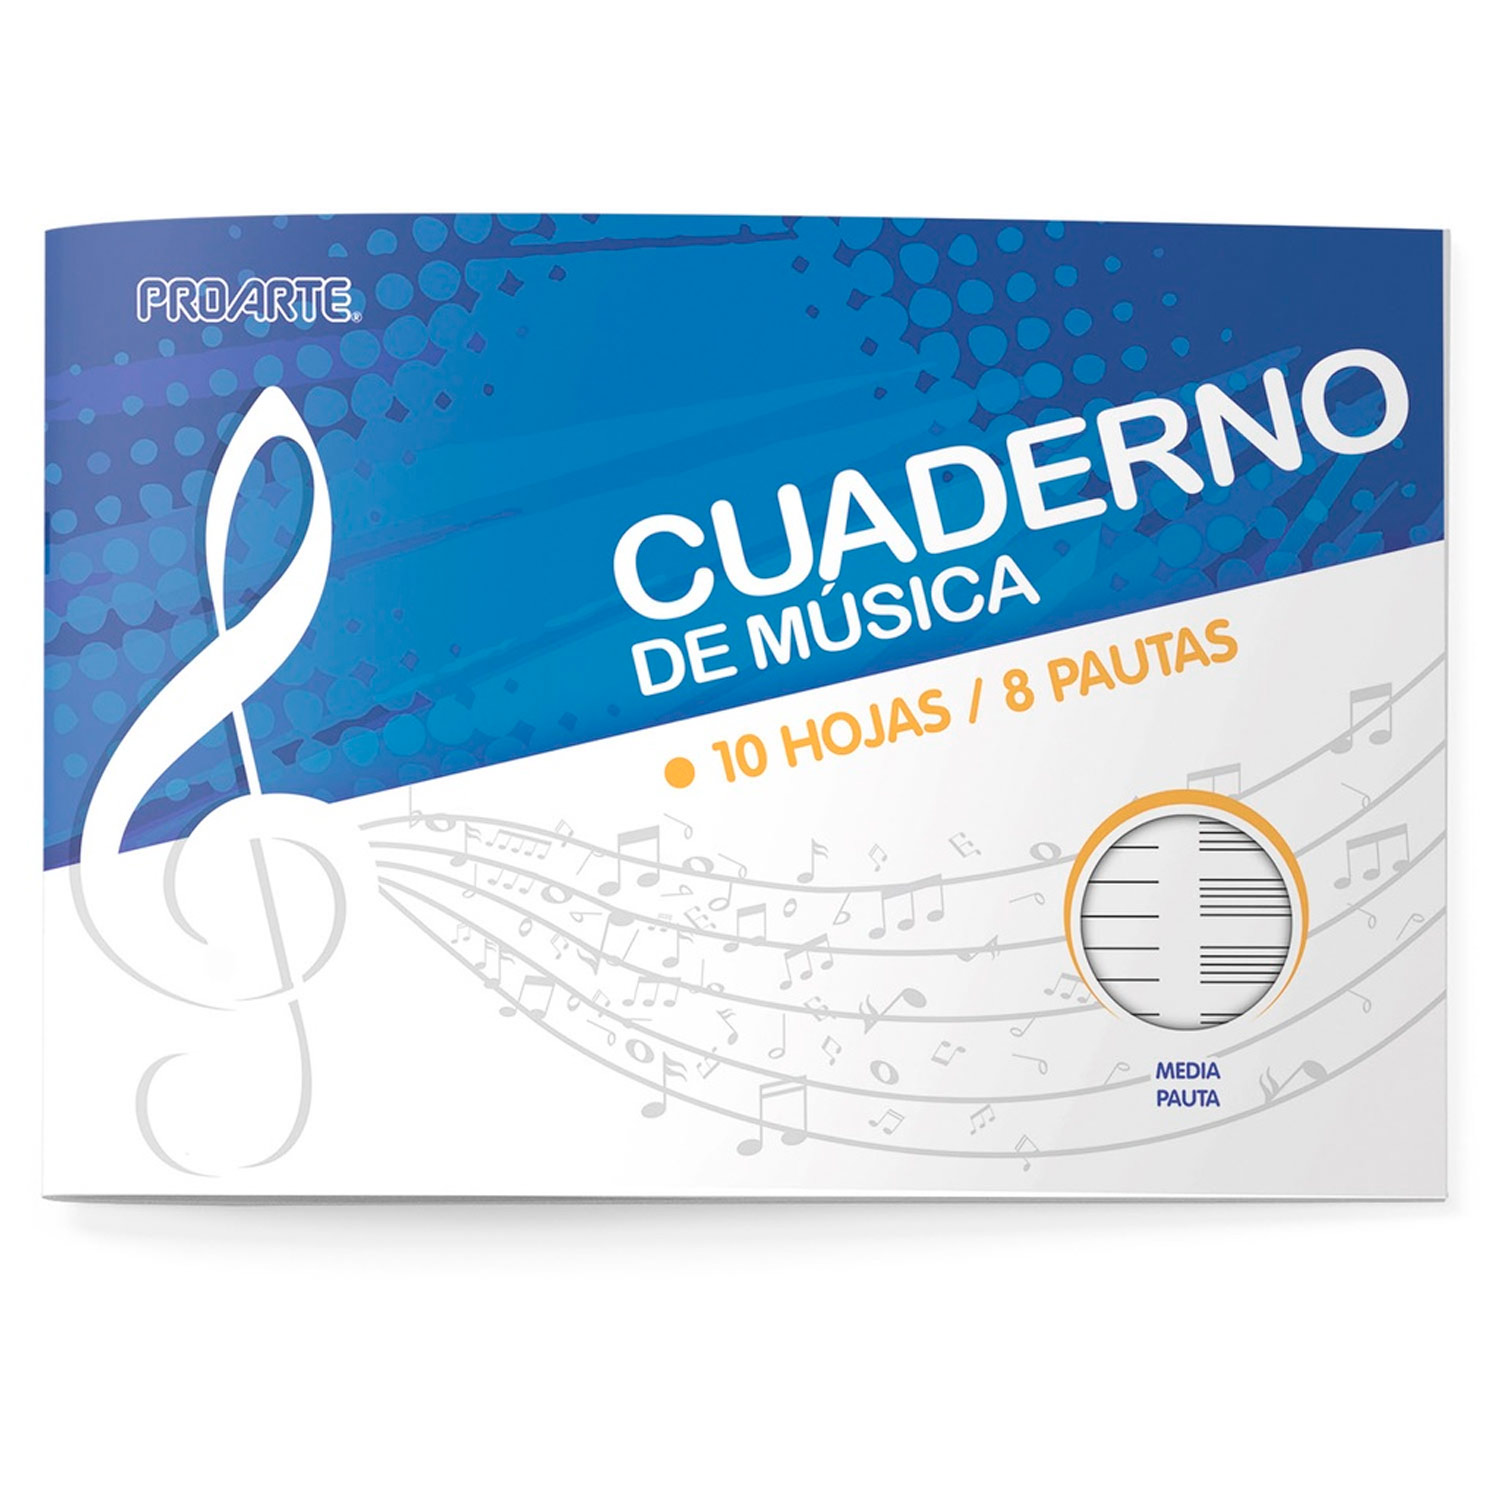 PROARTE®
CUADERNO
DE MÚSICA
● 10 HOJAS / 8 PAUTAS
MEDIA
PAUTA